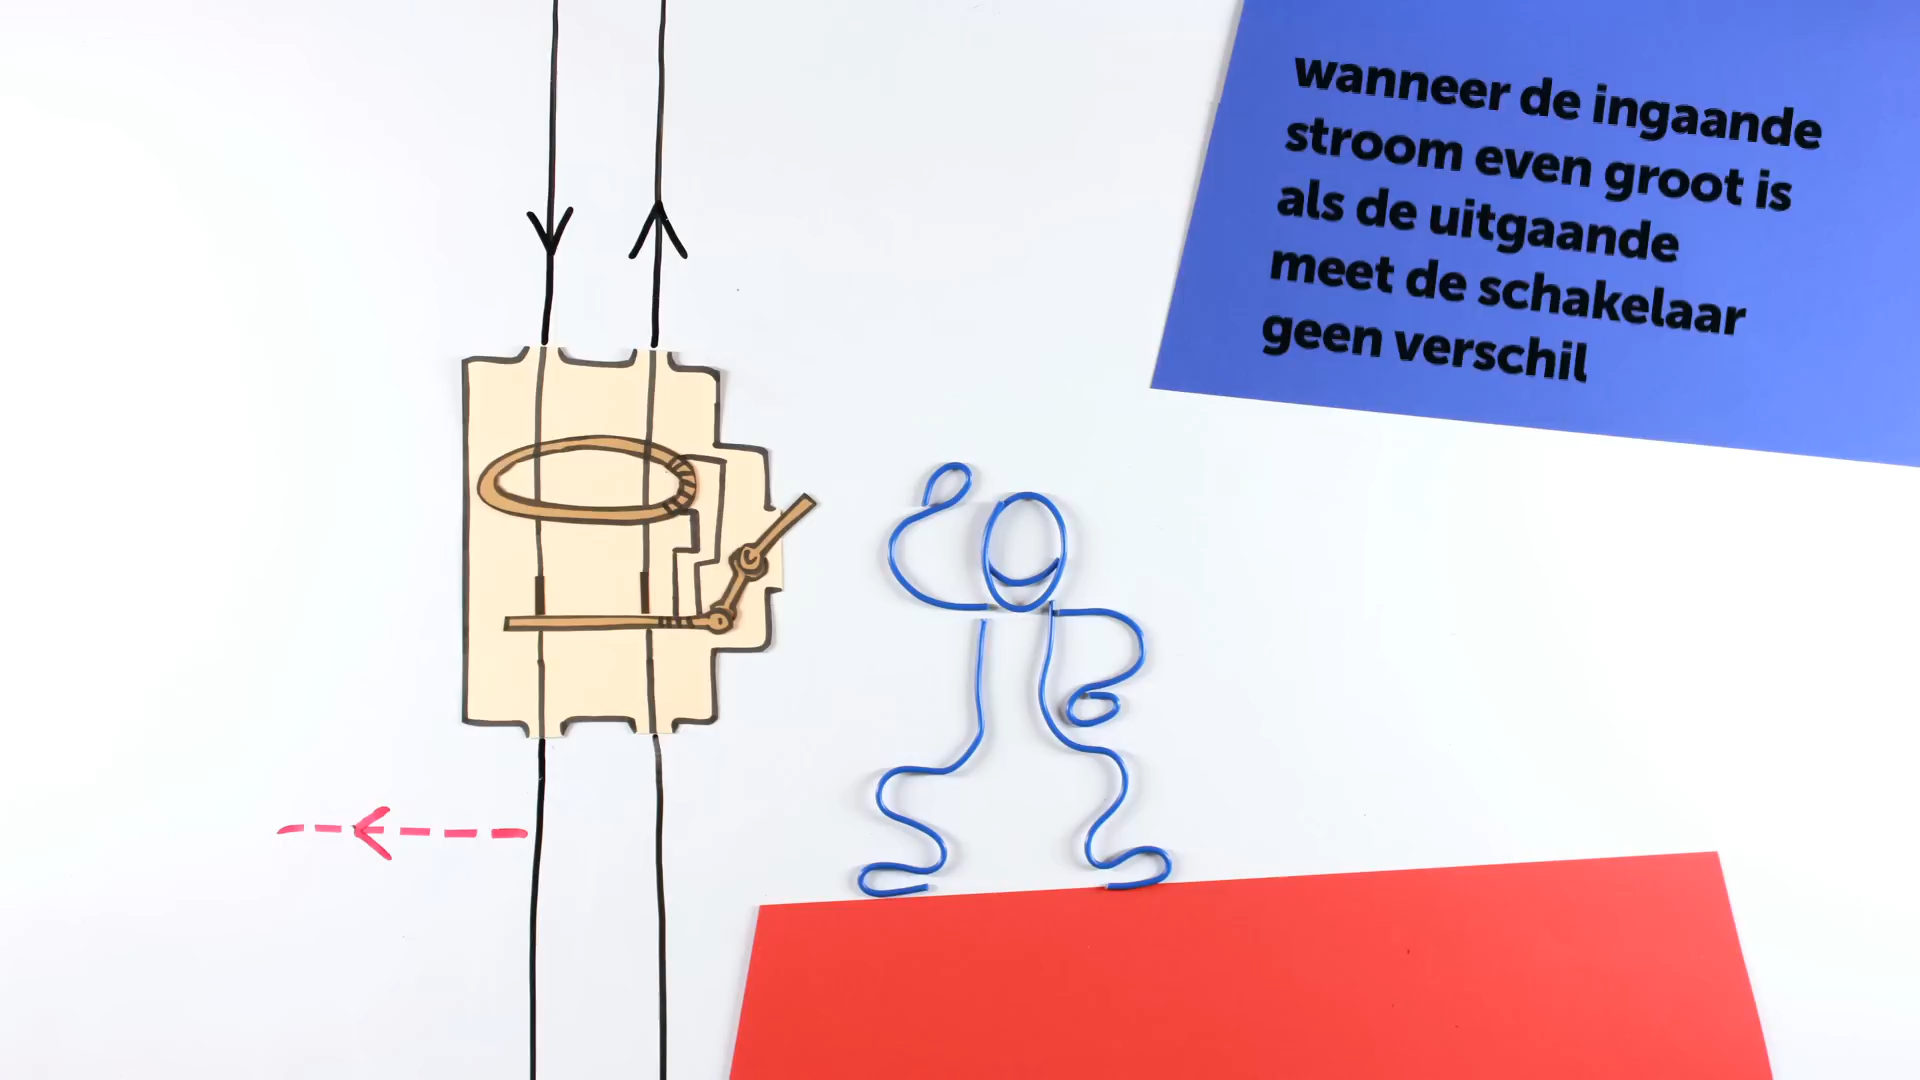 wanneer de ingaande
stroom even groot is
als de uitgaande
meet de schakelaar
geen verschil